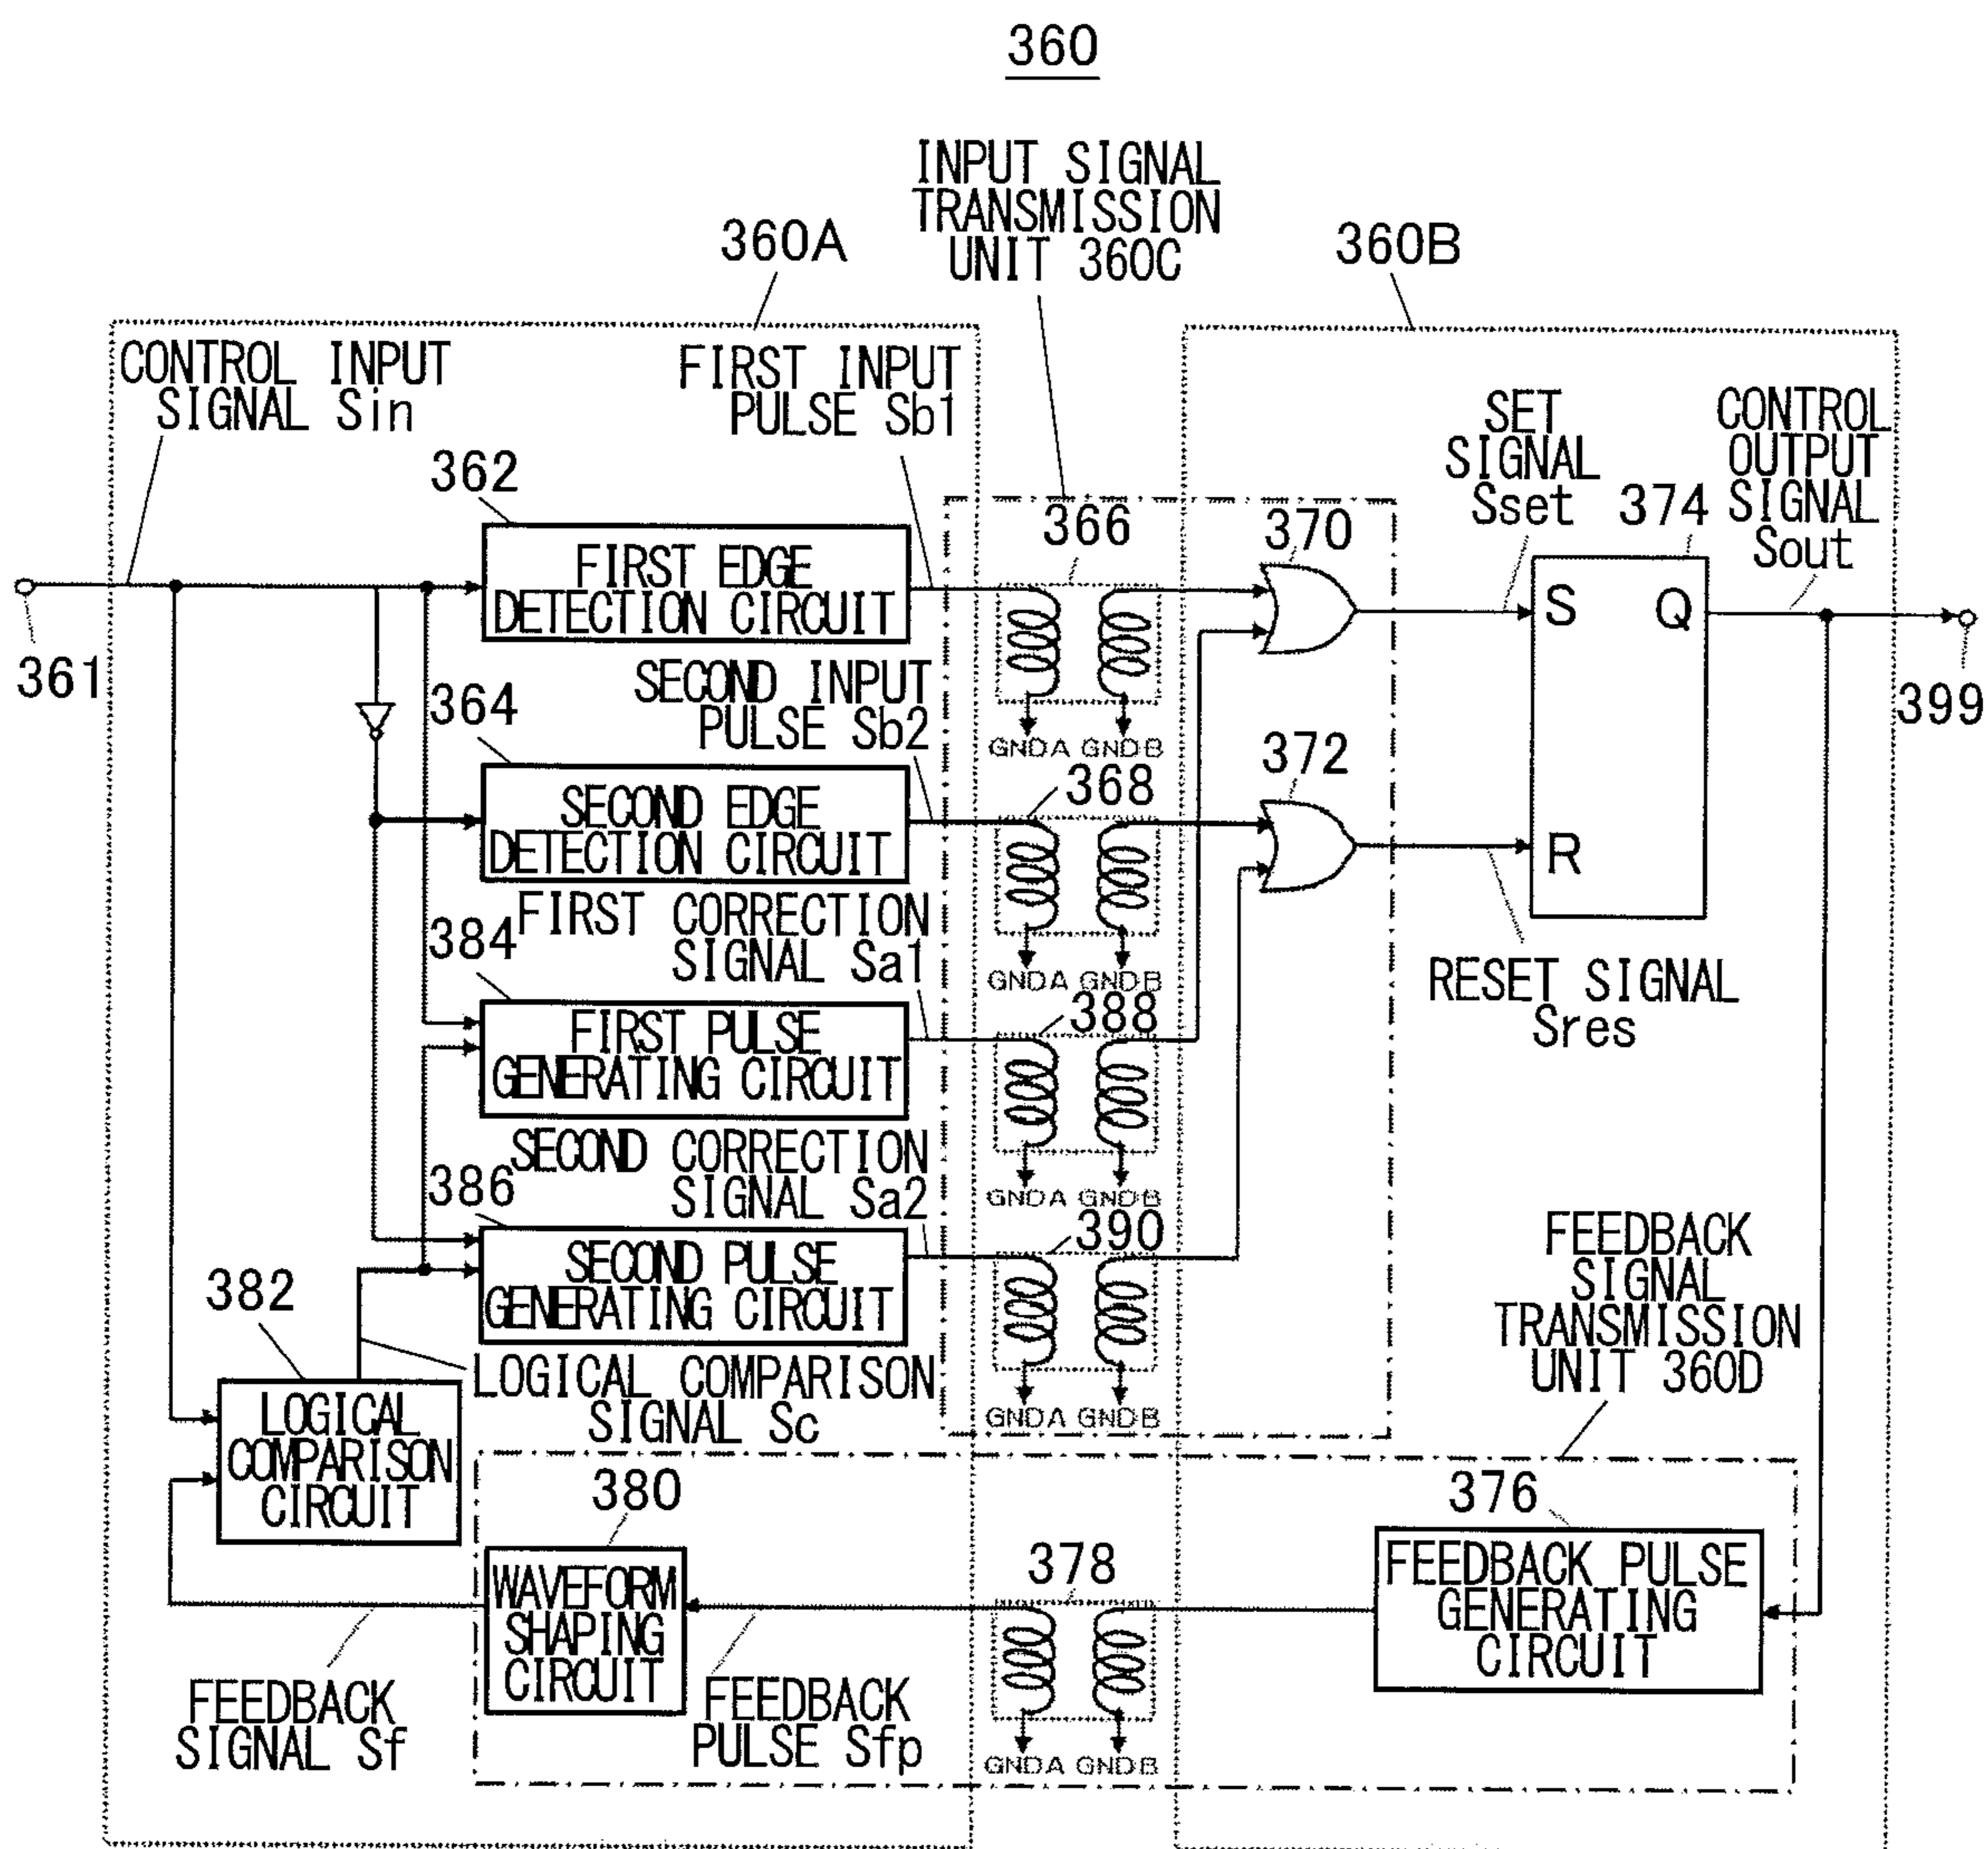 360
INPUT SIGNAL
TRANSMISSION
UNIT 360C
360A
360B
CONTROL INPUT
SIGNAL Sin
FIRST INPUT
PULSE Sb1
SET
SIGNAL
Sset
CONTROL
OUTPUT
SIGNAL
Sout
362
366
370
374
FIRST EDGE
DETECTION CIRCUIT
S
Q
361
399
SECOND INPUT
PULSE Sb2
364
GNDA GNDB
368
372
SECOND EDGE
DETECTION CIRCUIT
R
FIRST CORRECTION
SIGNAL Sa1
384
GNDA GNDB
388
RESET SIGNAL
Sres
FIRST PULSE
GENERATING CIRCUIT
SECOND CORRECTION
SIGNAL Sa2
386
GNDA GNDB
390
FEEDBACK
SIGNAL
TRANSMISSION
UNIT 360D
SECOND PULSE
GENERATING CIRCUIT
382
LOGICAL COMPARISON
SIGNAL Sc
GNDA GNDB
LOGICAL
COMPARISON
CIRCUIT
380
376
378
WAVEFORM
SHAPING
CIRCUIT
FEEDBACK PULSE
GENERATING
CIRCUIT
FEEDBACK
SIGNAL Sf
FEEDBACK
PULSE Sfp
GNDA GNDB